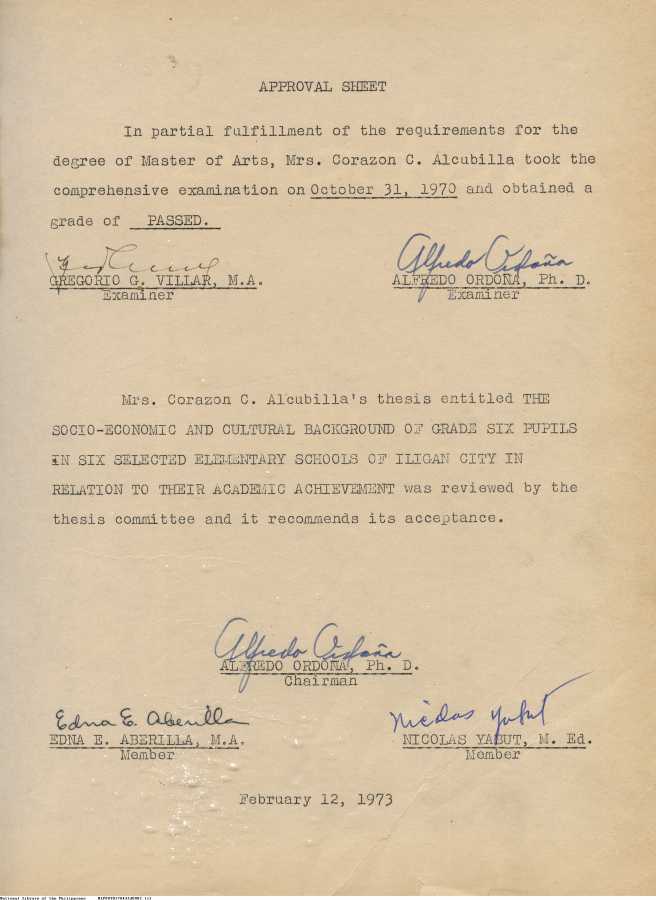 APPROVAL SHEET
In partial fulfillment of the requirements for the
degree of Master of Arts, Mrs. Corazon C. Alcubilla took the
comprehensive examination on October 31, 1970 and obtained a
grade of PASSED.
Alfredo Ordoña
GREGORIO G. VILLAR, M.A. ALFREDO ORDOÑA, Ph. D.
Examiner Examiner
Mrs. Corazon C. Alcubilla's thesis entitled THE
SOCIO-ECONOMIC AND CULTURAL BACKGROUND OF GRADE SIX PUPILS
IN SIX SELECTED ELEMENTARY SCHOOLS OF ILIGAN CITY IN
RELATION TO THEIR ACADEMIC ACHIEVEMENT was reviewed by the
thesis committee and it recommends its acceptance.
Alfredo Ordoña
ALFREDO ORDOÑA, Ph. D.
Chairman
Edna E. Aberilla Nicolas Yabut
EDNA E. ABERILLA, M.A. NICOLAS YABUT, M. Ed.
Member Member
February 12, 1973
National Library of the Philippines